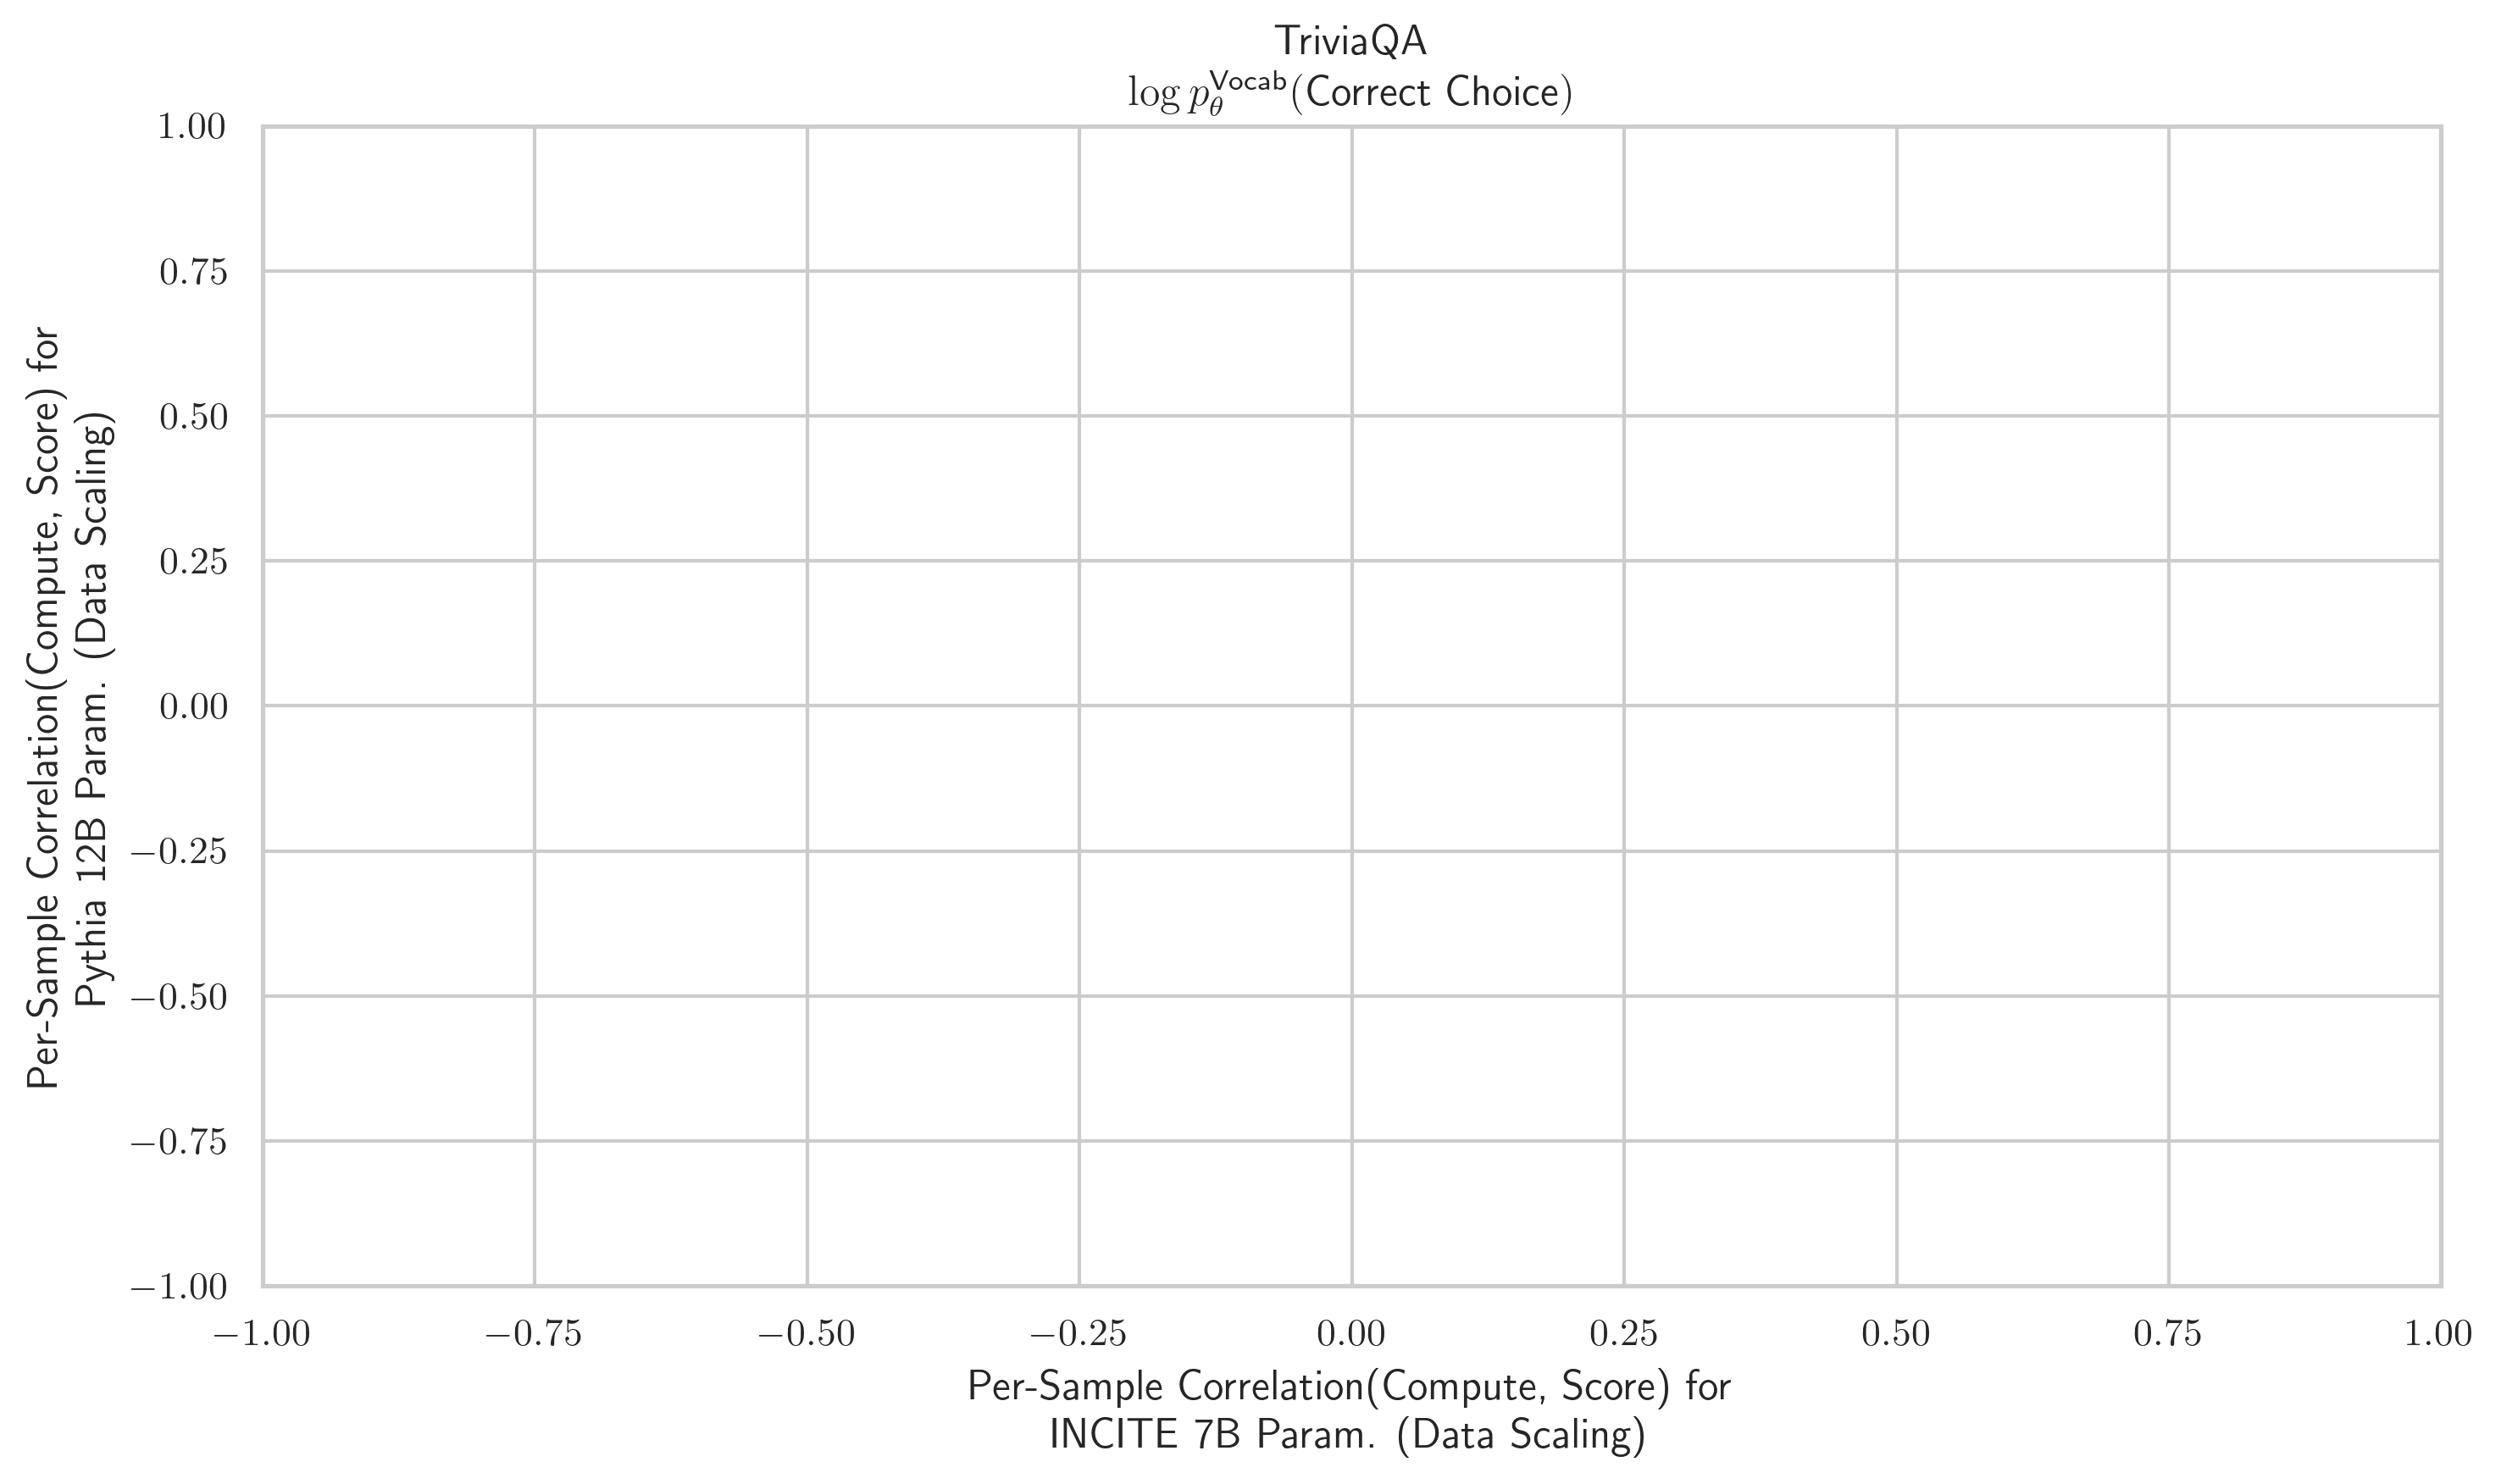 TriviaQA
log p_θ^Vocab(Correct Choice)
1.00
0.75
0.50
0.25
0.00
−0.25
−0.50
−0.75
−1.00
Per-Sample Correlation(Compute, Score) for
Pythia 12B Param. (Data Scaling)
−1.00 −0.75 −0.50 −0.25 0.00 0.25 0.50 0.75 1.00
Per-Sample Correlation(Compute, Score) for
INCITE 7B Param. (Data Scaling)